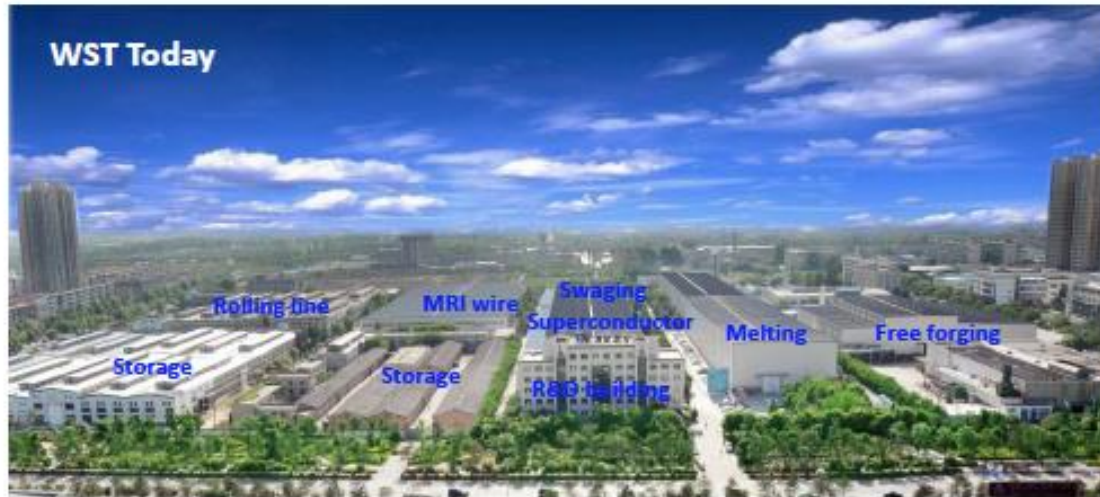 WST Today
Rolling line
MRI wire
Swaging
Superconductor
Melting
Free forging
Storage
Storage
R&D building